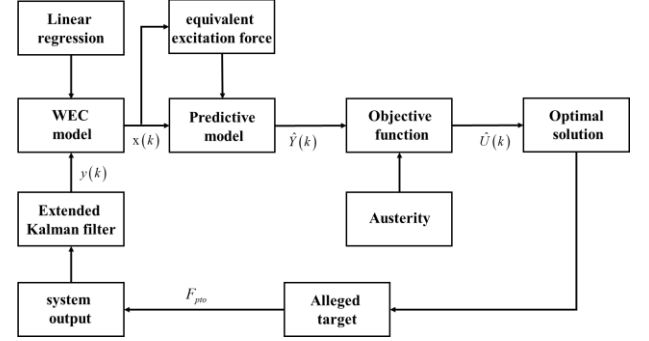 Linear
regression
equivalent
excitation force
WEC
model
x(k)
Predictive
model
Ŷ(k)
Objective
function
Û(k)
Optimal
solution
y(k)
Extended
Kalman filter
Austerity
system
output
F_pto
Alleged
target